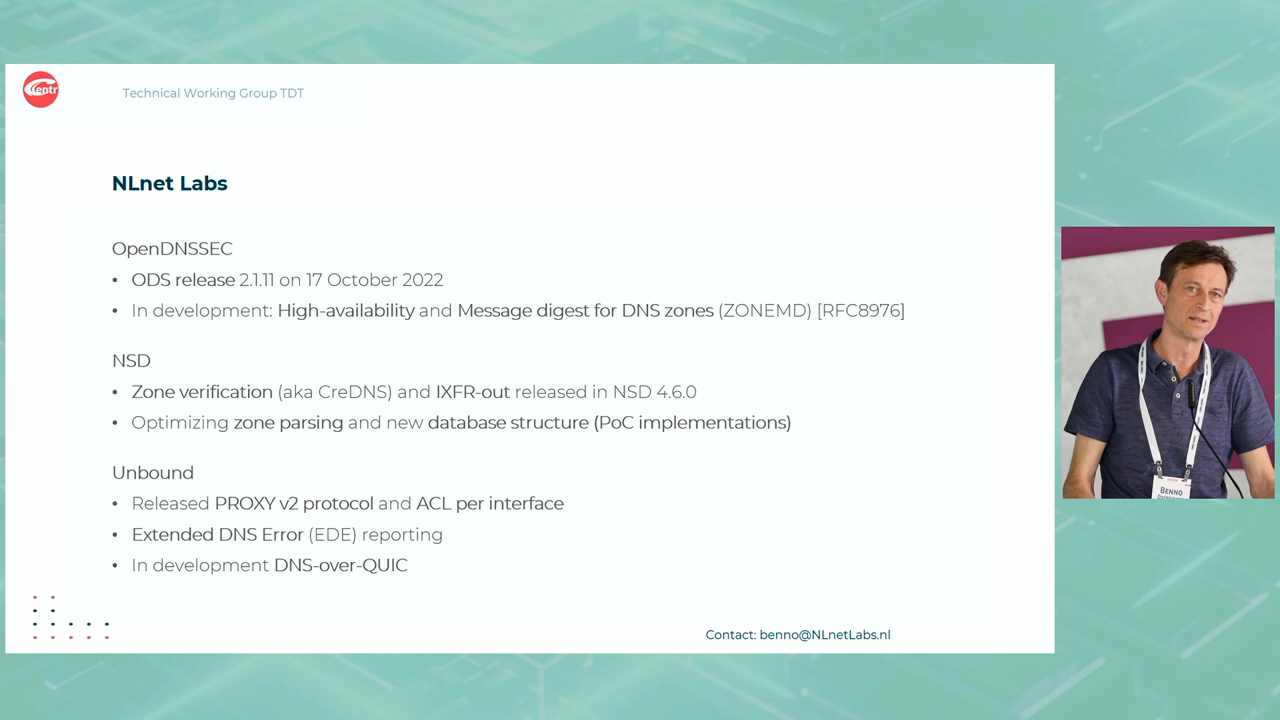 Centr
Technical Working Group TDT
NLnet Labs
OpenDNSSEC
• ODS release 2.1.11 on 17 October 2022
• In development: High-availability and Message digest for DNS zones (ZONEMD) [RFC8976]
NSD
• Zone verification (aka CreDNS) and IXFR-out released in NSD 4.6.0
• Optimizing zone parsing and new database structure (PoC implementations)
Unbound
• Released PROXY v2 protocol and ACL per interface
• Extended DNS Error (EDE) reporting
• In development DNS-over-QUIC
Contact: benno@NLnetLabs.nl
BENNO